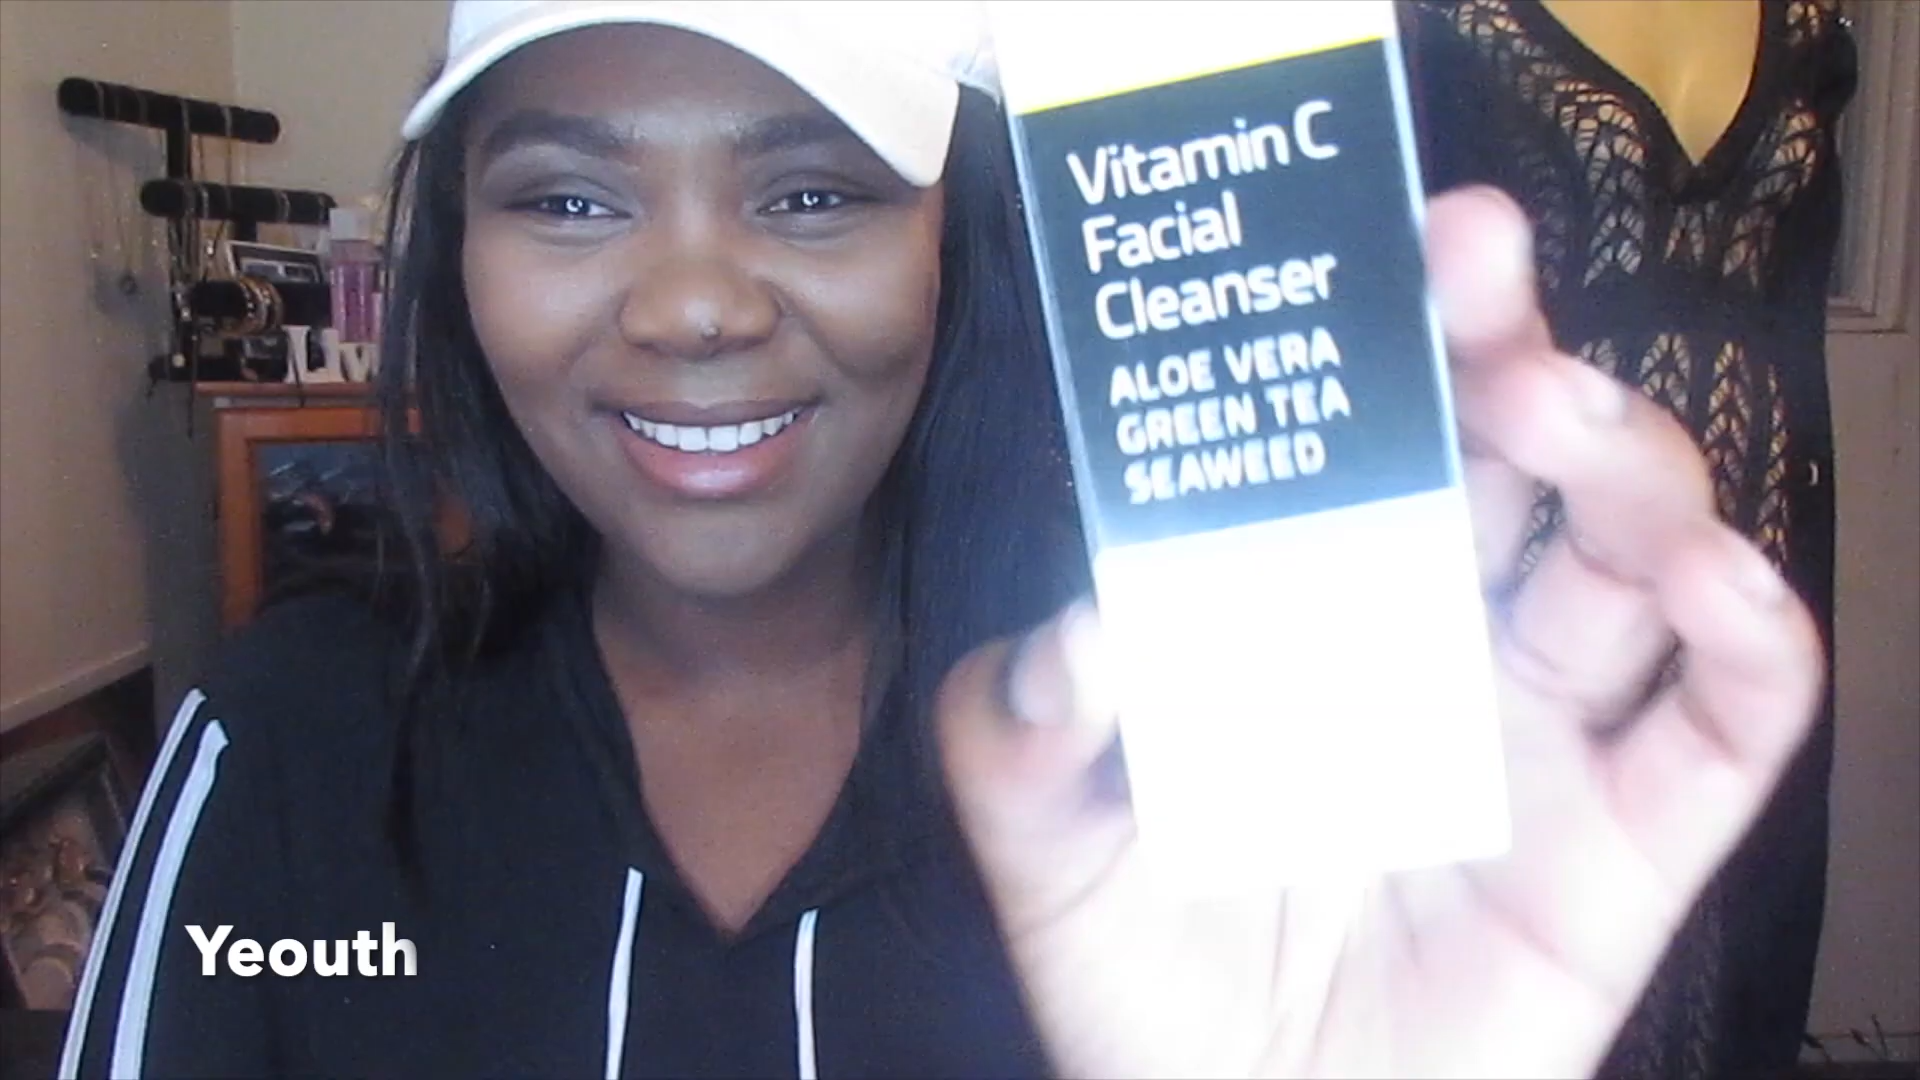 Vitamin C
Facial
Cleanser
ALOE VERA
GREEN TEA
SEAWEED
Yeouth